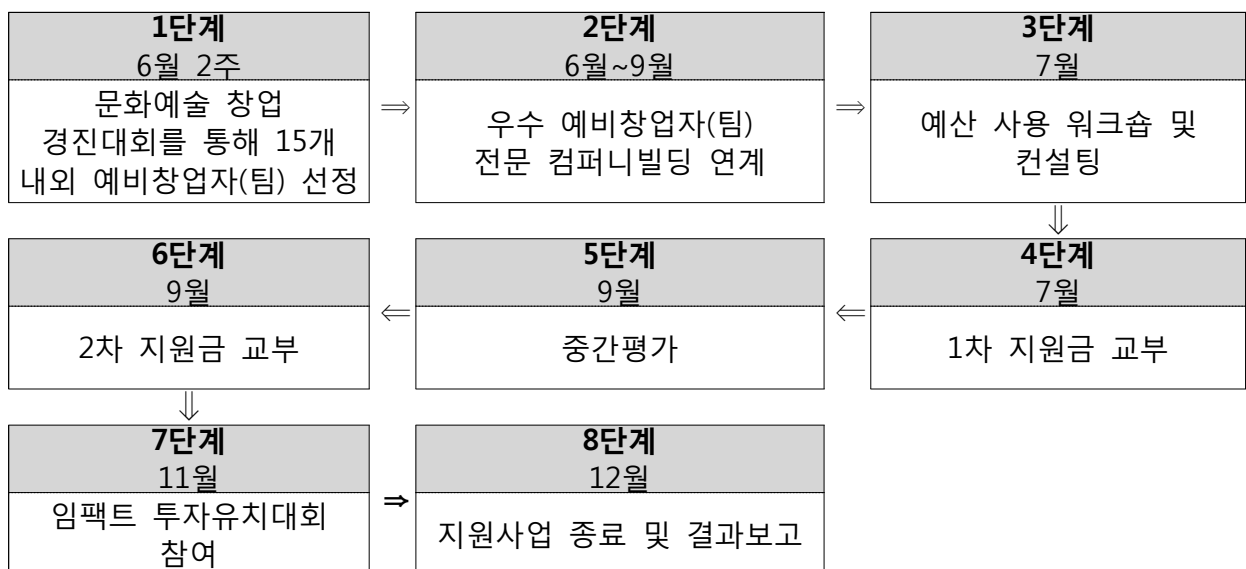 1단계
6월 2주
문화예술 창업
경진대회를 통해 15개
내외 예비창업자(팀) 선정
⇒
2단계
6월~9월
우수 예비창업자(팀)
전문 컴퍼니빌딩 연계
⇒
3단계
7월
예산 사용 워크숍 및
컨설팅
⇓
4단계
7월
1차 지원금 교부
⇐
5단계
9월
중간평가
⇐
6단계
9월
2차 지원금 교부
⇓
7단계
11월
임팩트 투자유치대회
참여
⇒
8단계
12월
지원사업 종료 및 결과보고